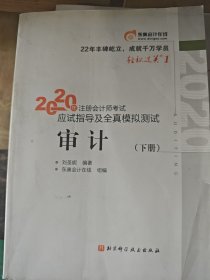 东奥会计在线
22年丰碑屹立，成就千万学员
轻松过关®1
2020年注册会计师考试
应试指导及全真模拟测试
审计
（下册）
AUDITING
刘圣妮 编著
东奥会计在线 组编
北京科学技术出版社
2020